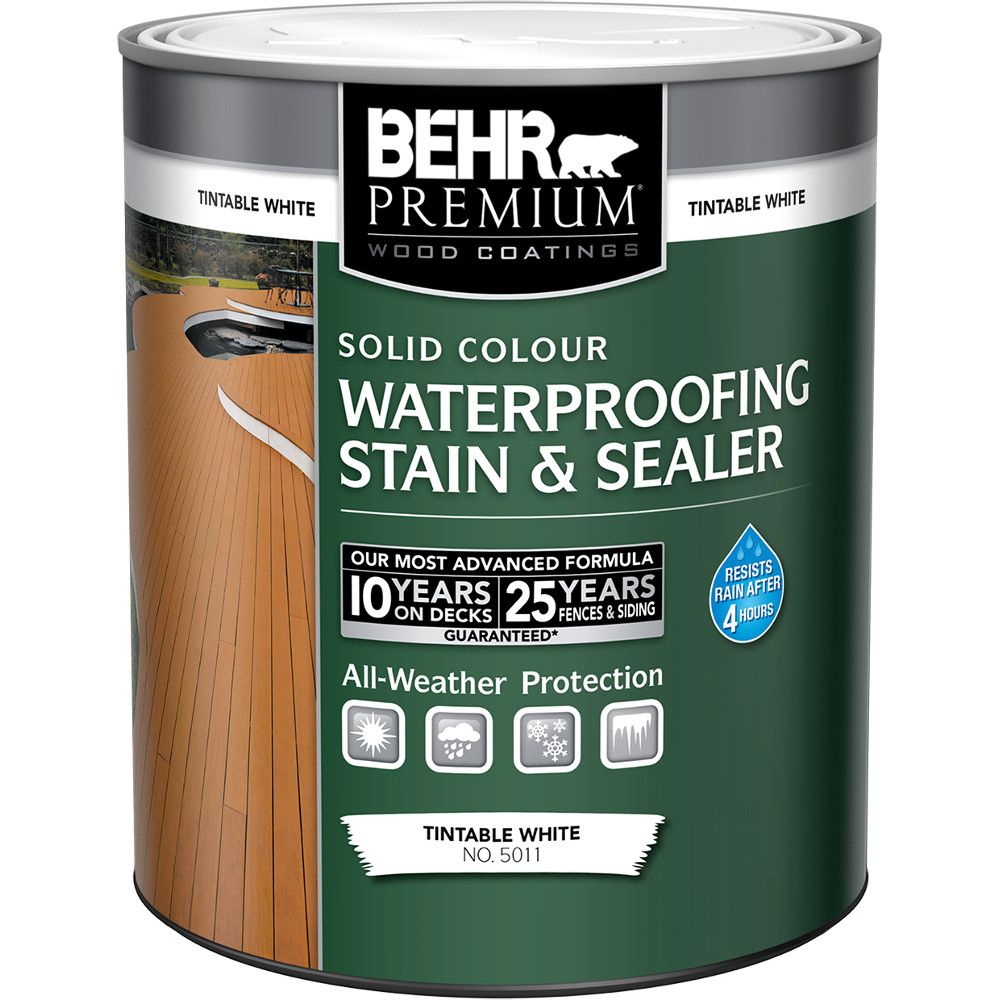 BEHR
PREMIUM®
WOOD COATINGS
TINTABLE WHITE
TINTABLE WHITE
SOLID COLOUR
WATERPROOFING
STAIN & SEALER
OUR MOST ADVANCED FORMULA
10 YEARS ON DECKS 25 YEARS FENCES & SIDING
GUARANTEED*
RESISTS
RAIN AFTER
4 HOURS
All-Weather Protection
TINTABLE WHITE
NO. 5011